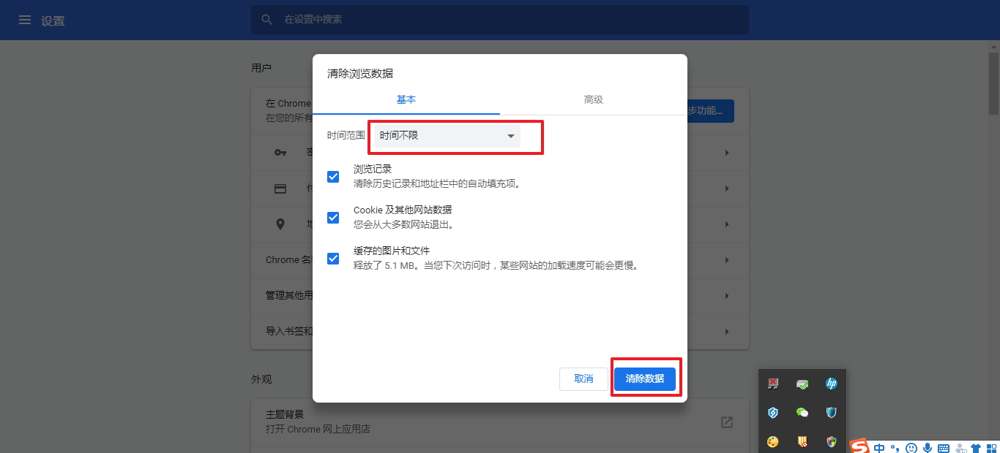 设置
在设置中搜索
用户
清除浏览数据
基本
高级
在 Chrome
在您的所有
步功能...
时间范围
时间不限
浏览记录
清除历史记录和地址栏中的自动填充项。
Cookie 及其他网站数据
您会从大多数网站退出。
缓存的图片和文件
释放了 5.1 MB。当您下次访问时，某些网站的加载速度可能会更慢。
Chrome 名
管理其他用
导入书签和
取消
清除数据
外观
主题背景
打开 Chrome 网上应用店
hp
中